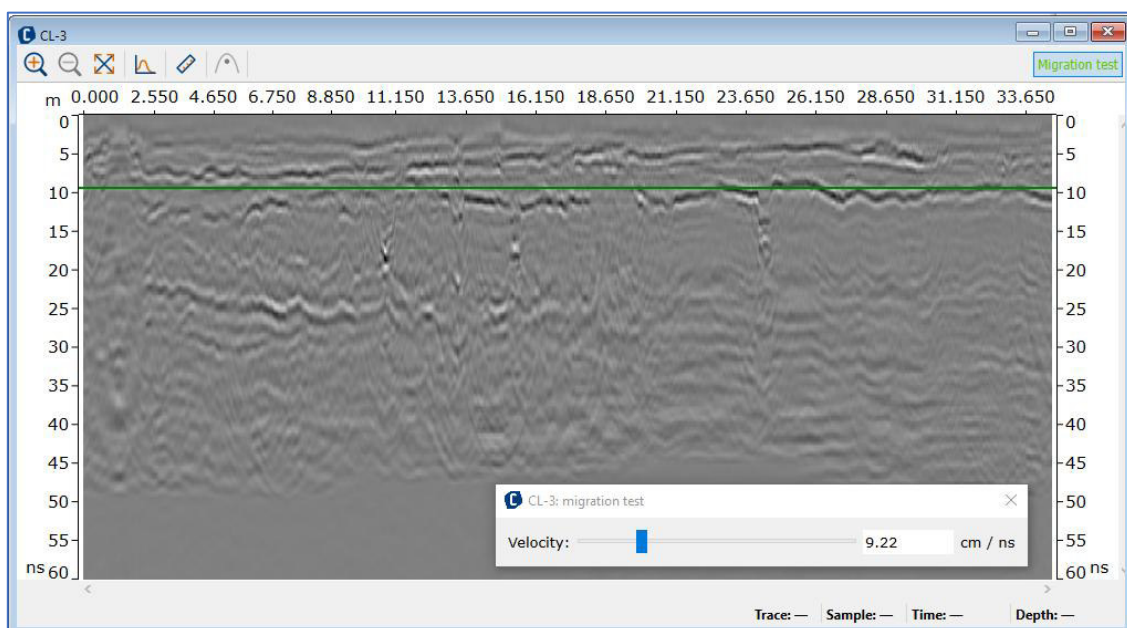 CL-3
Migration test
m 0.000 2.550 4.650 6.750 8.850 11.150 13.650 16.150 18.650 21.150 23.650 26.150 28.650 31.150 33.650
0 0
5 5
10 10
15 15
20 20
25 25
30 30
35 35
40 40
45 45
50 50
55 55
ns 60 60 ns
CL-3: migration test
Velocity: 9.22 cm / ns
Trace: — Sample: — Time: — Depth: —